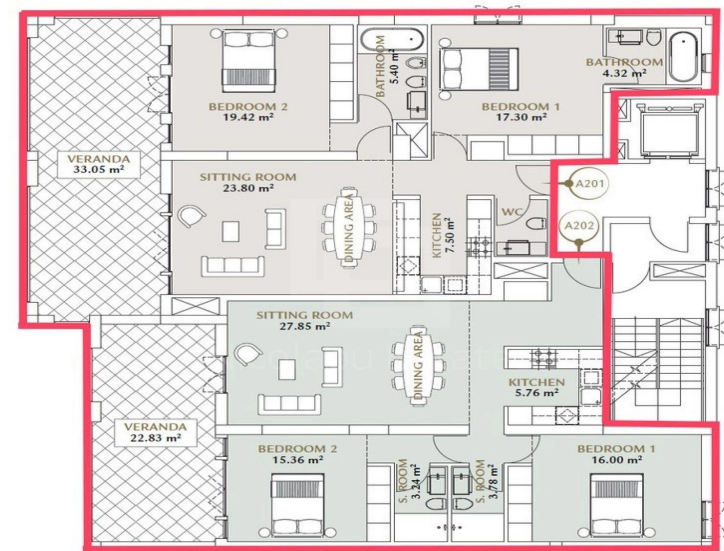 BATHROOM
5.40 m²
BATHROOM
4.32 m²
BEDROOM 2
19.42 m²
BEDROOM 1
17.30 m²
VERANDA
33.05 m²
SITTING ROOM
23.80 m²
DINING AREA
KITCHEN
7.50 m²
WC
A201
A202
SITTING ROOM
27.85 m²
DINING AREA
KITCHEN
5.76 m²
VERANDA
22.83 m²
BEDROOM 2
15.36 m²
S. ROOM
3.24 m²
S. ROOM
3.78 m²
BEDROOM 1
16.00 m²